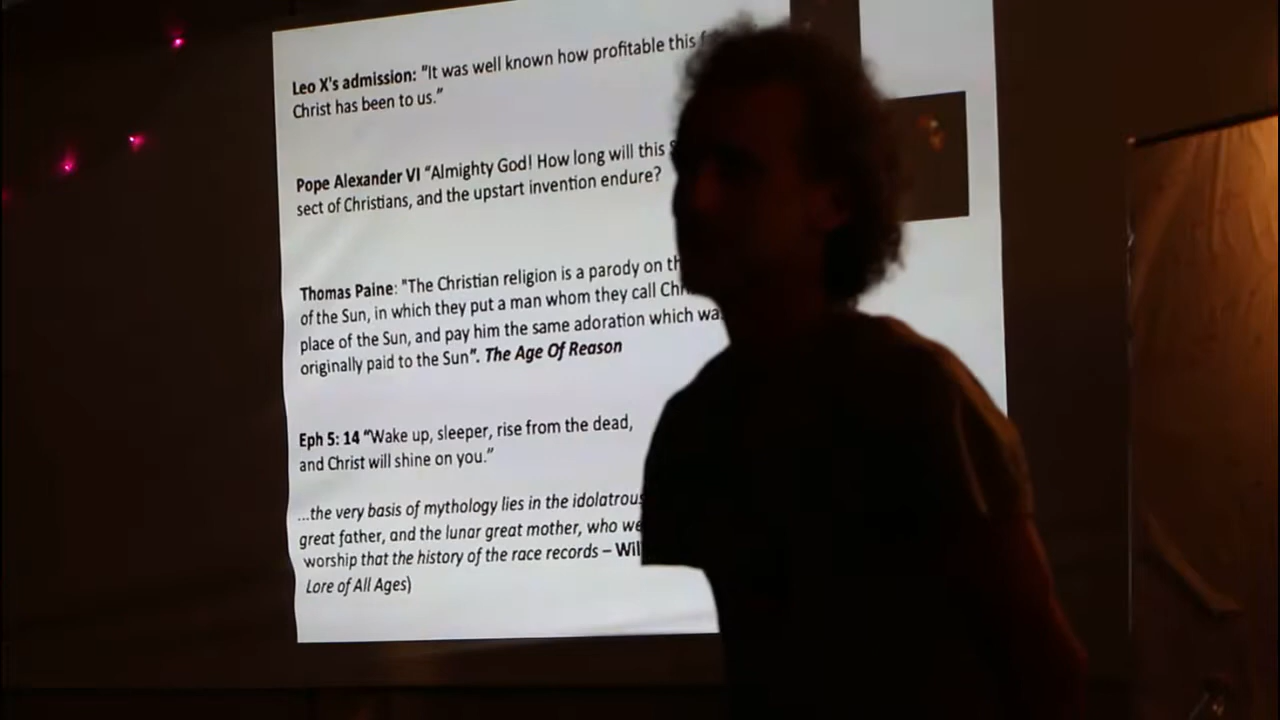 Leo X's admission: "It was well known how profitable this
Christ has been to us."
Pope Alexander VI "Almighty God! How long will this
sect of Christians, and the upstart invention endure?
Thomas Paine: "The Christian religion is a parody on
of the Sun, in which they put a man whom they call
place of the Sun, and pay him the same adoration which
originally paid to the Sun". The Age Of Reason
Eph 5: 14 "Wake up, sleeper, rise from the dead,
and Christ will shine on you."
...the very basis of mythology lies in the idolatrous
great father, and the lunar great mother, who
worship that the history of the race records –
Lore of All Ages)